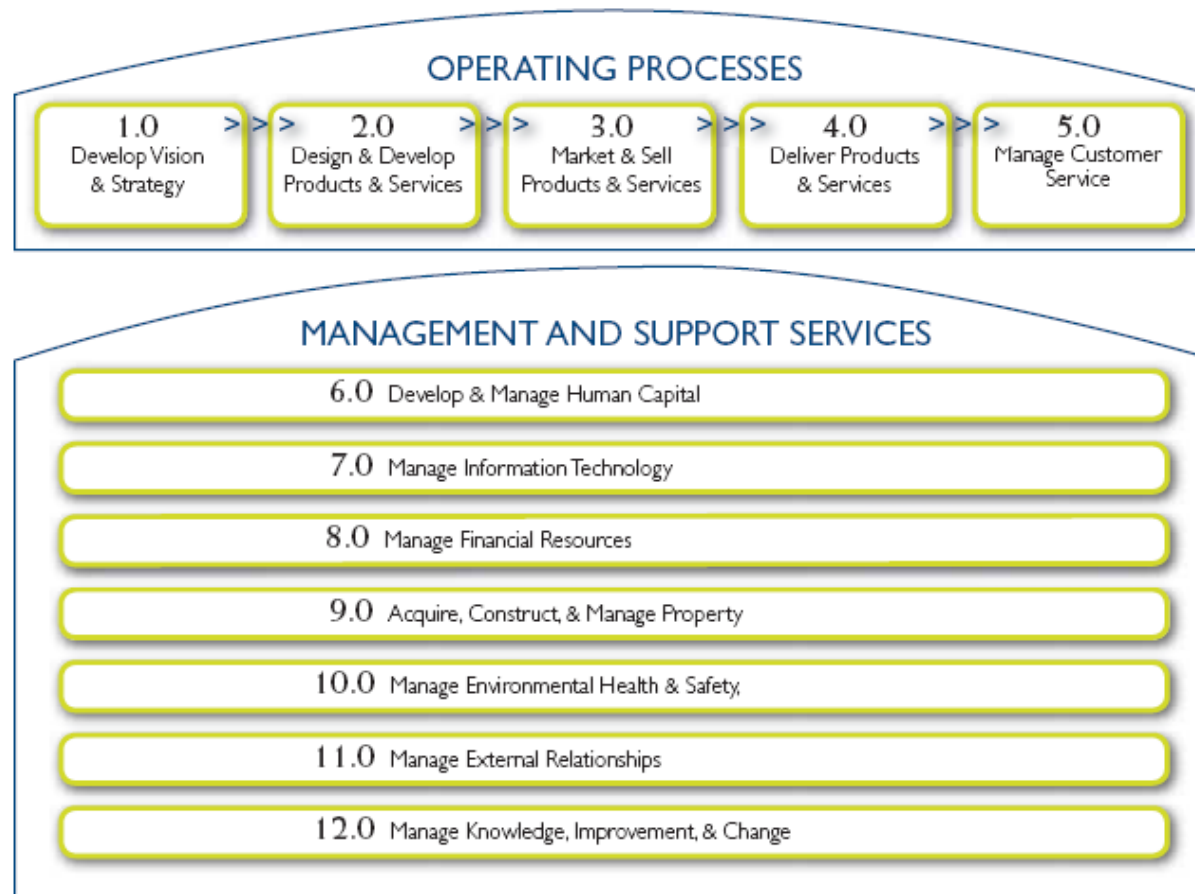 OPERATING PROCESSES
1.0 >>> 2.0 >>> 3.0 >>> 4.0 >>> 5.0
Develop Vision
& Strategy
Design & Develop
Products & Services
Market & Sell
Products & Services
Deliver Products
& Services
Manage Customer
Service
MANAGEMENT AND SUPPORT SERVICES
6.0 Develop & Manage Human Capital
7.0 Manage Information Technology
8.0 Manage Financial Resources
9.0 Acquire, Construct, & Manage Property
10.0 Manage Environmental Health & Safety,
11.0 Manage External Relationships
12.0 Manage Knowledge, Improvement, & Change